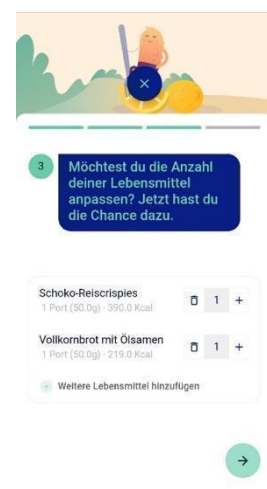 3
Möchtest du die Anzahl
deiner Lebensmittel
anpassen? Jetzt hast du
die Chance dazu.
Schoko-Reiscrispies
1 Port (50.0g) - 390.0 Kcal
1 +
Vollkornbrot mit Ölsamen
1 Port (50.0g) - 219.0 Kcal
1 +
+ Weitere Lebensmittel hinzufügen